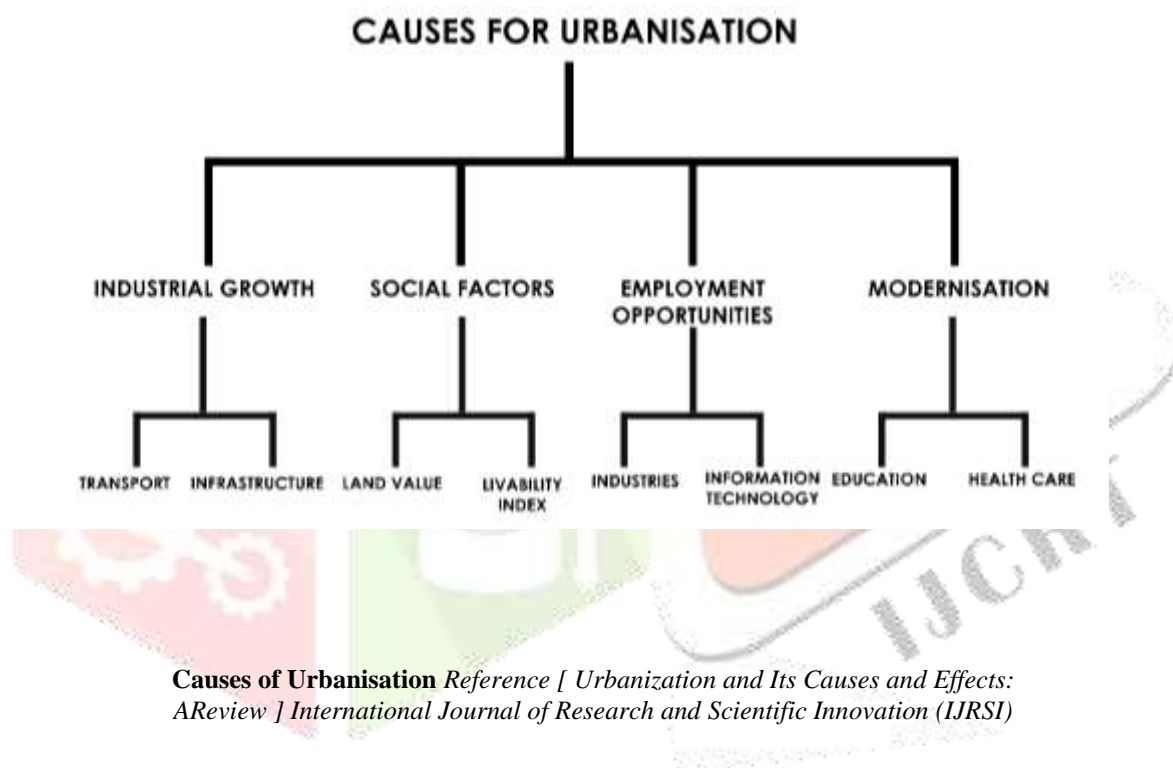 CAUSES FOR URBANISATION
INDUSTRIAL GROWTH
SOCIAL FACTORS
EMPLOYMENT
OPPORTUNITIES
MODERNISATION
TRANSPORT
INFRASTRUCTURE
LAND VALUE
LIVABILITY
INDEX
INDUSTRIES
INFORMATION
TECHNOLOGY
EDUCATION
HEALTH CARE
IJCRT
Causes of Urbanisation Reference [ Urbanization and Its Causes and Effects:
AReview ] International Journal of Research and Scientific Innovation (IJRSI)